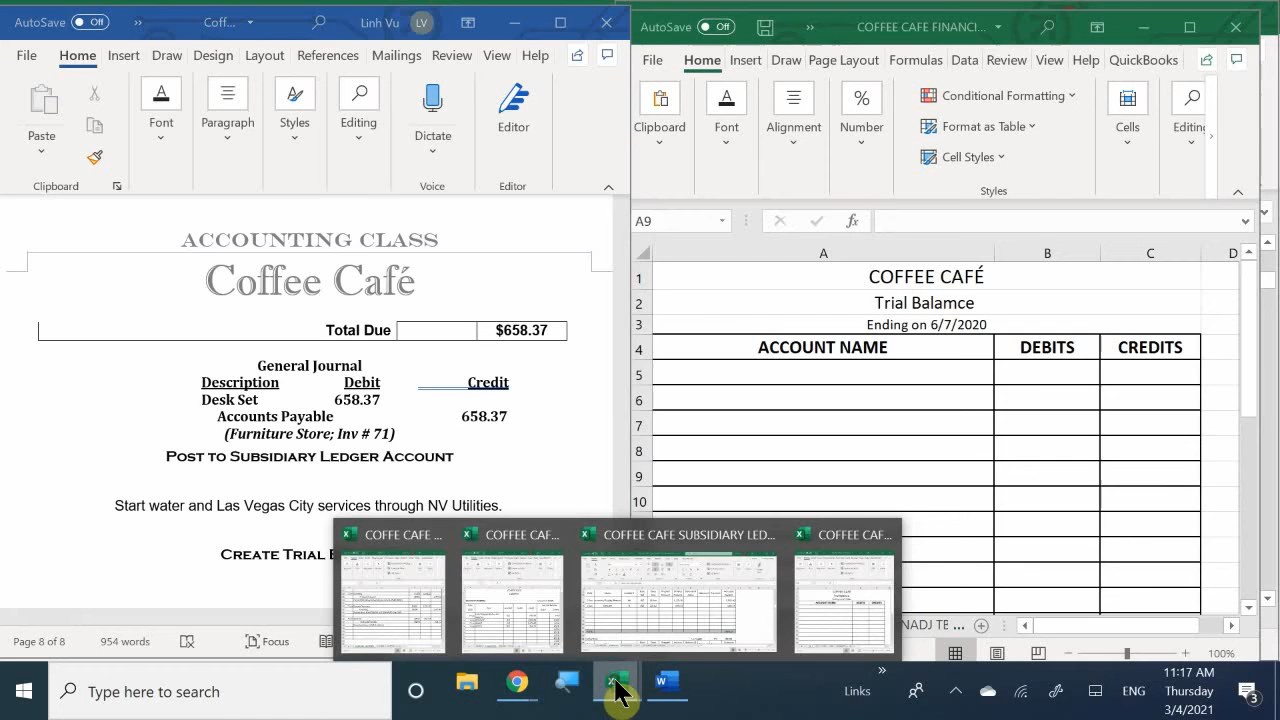 AutoSave Off Coff... Linh Vu LV
File Home Insert Draw Design Layout References Mailings Review View Help
Paste Font Paragraph Styles Editing Dictate Editor
Clipboard Voice Editor
ACCOUNTING CLASS
Coffee Café
Total Due $658.37
General Journal
Description Debit Credit
Desk Set 658.37
Accounts Payable 658.37
(Furniture Store; Inv # 71)
POST TO SUBSIDIARY LEDGER ACCOUNT
Start water and Las Vegas City services through NV Utilities.
CREATE TRIAL
Page 8 of 8 954 words Focus
AutoSave Off COFFEE CAFE FINANCI...
File Home Insert Draw Page Layout Formulas Data Review View Help QuickBooks
Clipboard Font Alignment Number
Conditional Formatting
Format as Table
Cell Styles
Styles
Cells Editing
A9 fx
A B C D
1 COFFEE CAFÉ
2 Trial Balamce
3 Ending on 6/7/2020
4 ACCOUNT NAME DEBITS CREDITS
5
6
7
8
9
10
NADJ TE ...
100%
COFFE CAFE ... COFFEE CAF... COFFEE CAFE SUBSIDIARY LED... COFFEE CAF...
Type here to search
Links ENG
11:17 AM
Thursday
3/4/2021
3